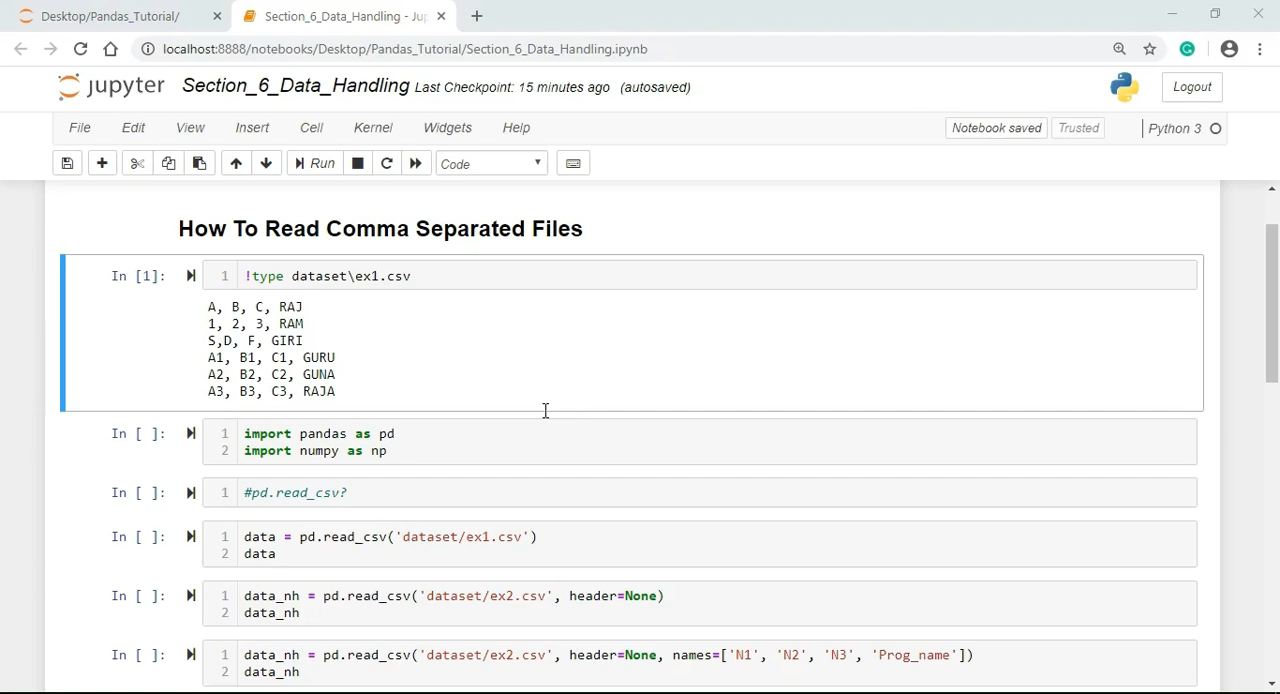 Desktop/Pandas_Tutorial/
Section_6_Data_Handling - Jup
localhost:8888/notebooks/Desktop/Pandas_Tutorial/Section_6_Data_Handling.ipynb
jupyter Section_6_Data_Handling Last Checkpoint: 15 minutes ago (autosaved)
Logout
File Edit View Insert Cell Kernel Widgets Help
Notebook saved Trusted Python 3
Run Code
How To Read Comma Separated Files
In [1]: 1 !type dataset\ex1.csv
A, B, C, RAJ
1, 2, 3, RAM
S,D, F, GIRI
A1, B1, C1, GURU
A2, B2, C2, GUNA
A3, B3, C3, RAJA
In [ ]: 1 import pandas as pd
2 import numpy as np
In [ ]: 1 #pd.read_csv?
In [ ]: 1 data = pd.read_csv('dataset/ex1.csv')
2 data
In [ ]: 1 data_nh = pd.read_csv('dataset/ex2.csv', header=None)
2 data_nh
In [ ]: 1 data_nh = pd.read_csv('dataset/ex2.csv', header=None, names=['N1', 'N2', 'N3', 'Prog_name'])
2 data_nh